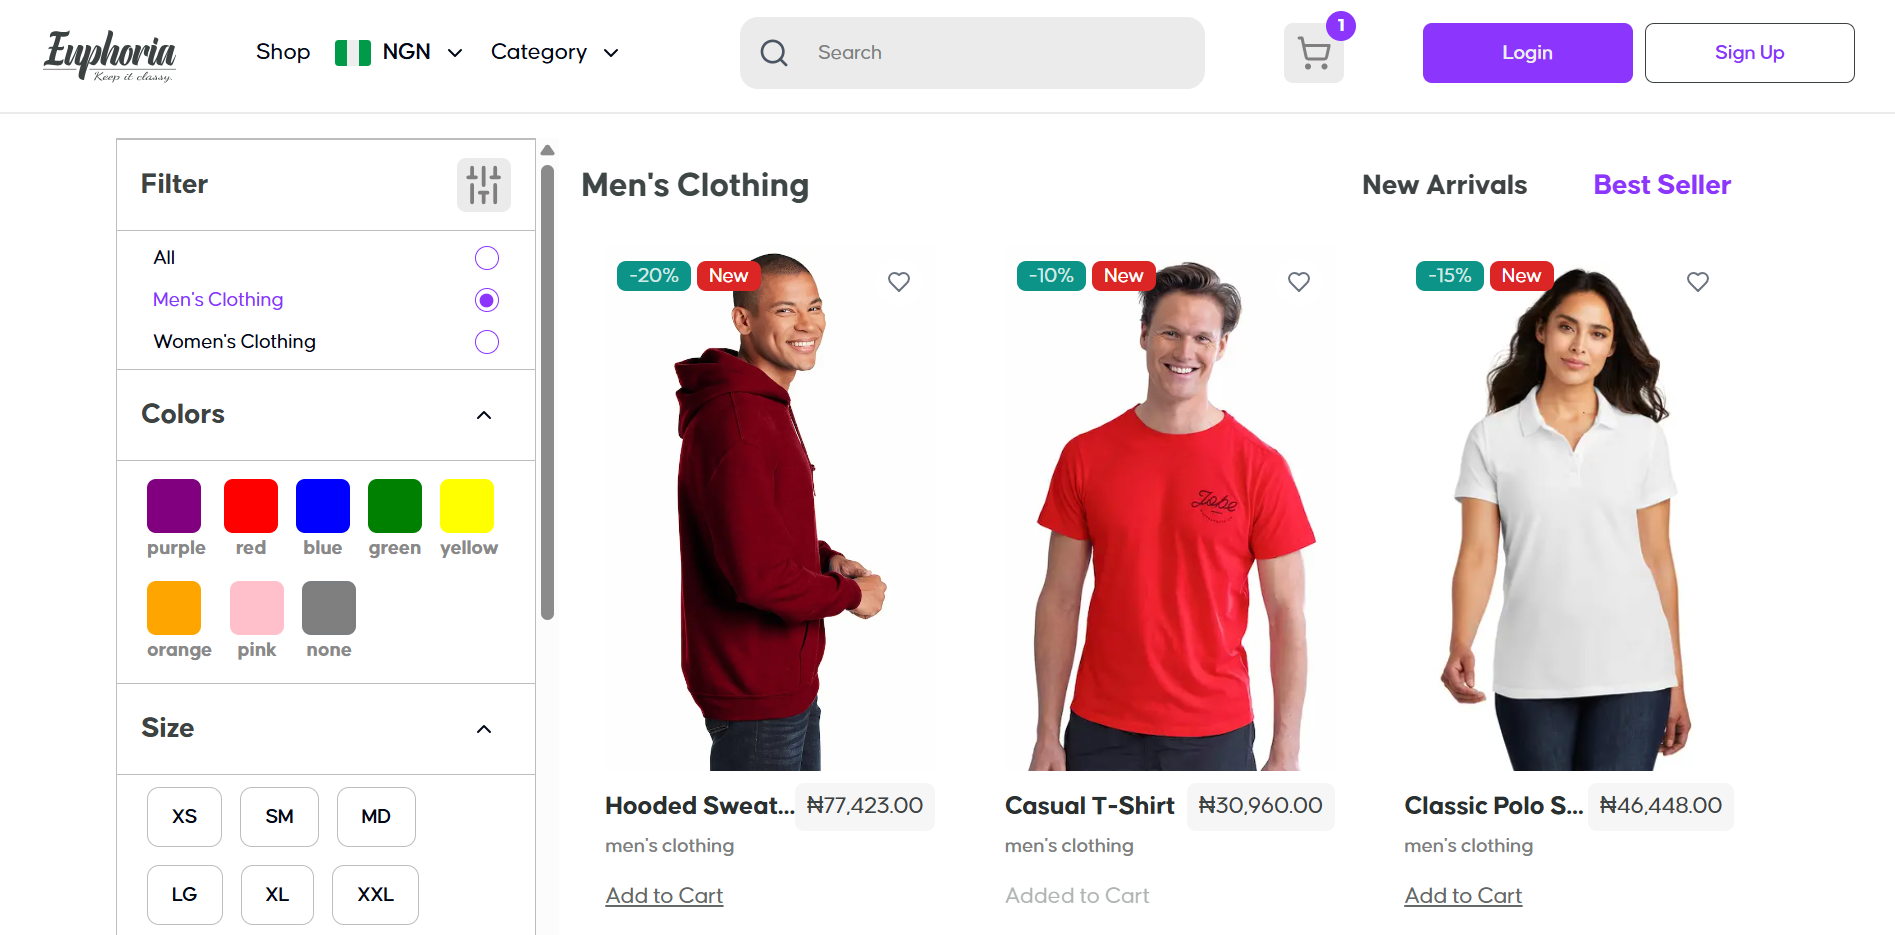 Euphoria
Keep it classy.
Shop NGN Category
Search
1
Login
Sign Up
Filter
All
Men's Clothing
Women's Clothing
Colors
purple red blue green yellow
orange pink none
Size
XS SM MD
LG XL XXL
Men's Clothing
New Arrivals Best Seller
-20% New
-10% New
-15% New
Jobe
Hooded Sweat... ₦77,423.00
men's clothing
Add to Cart
Casual T-Shirt ₦30,960.00
men's clothing
Added to Cart
Classic Polo S... ₦46,448.00
men's clothing
Add to Cart